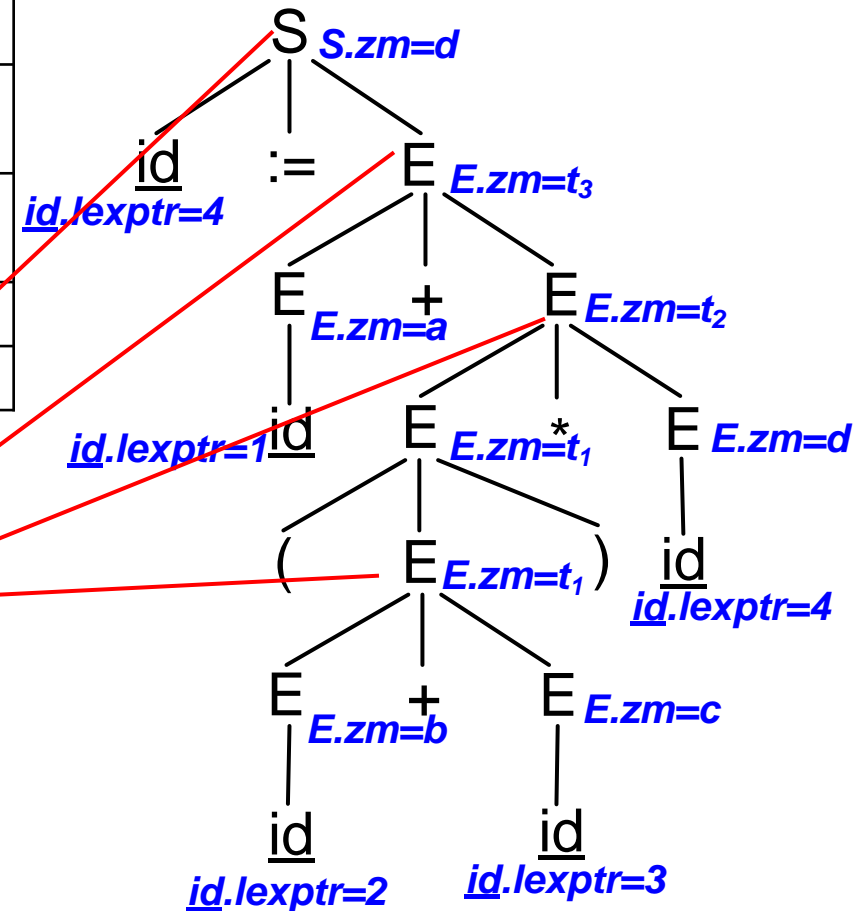 S S.zm=d
id := E E.zm=t3
id.lexptr=4
E + E E.zm=t2
E.zm=a
id.lexptr=1 id E E.zm=t1 * E E.zm=d
( E E.zm=t1 ) id
id.lexptr=4
E + E E.zm=c
E.zm=b
id id
id.lexptr=2 id.lexptr=3